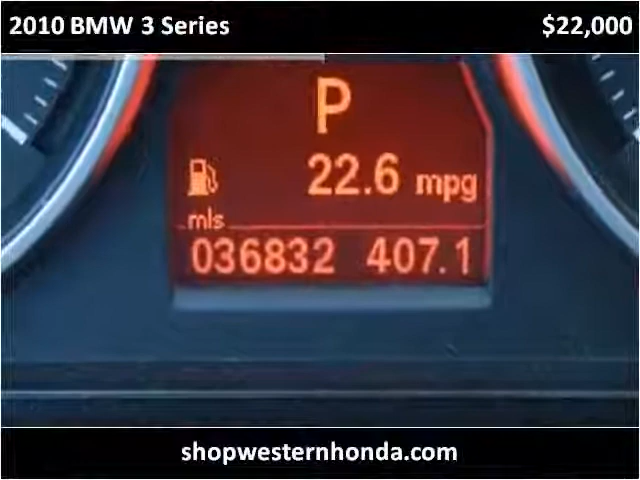 2010 BMW 3 Series $22,000
P
22.6 mpg
mls
036832 407.1
shopwesternhonda.com